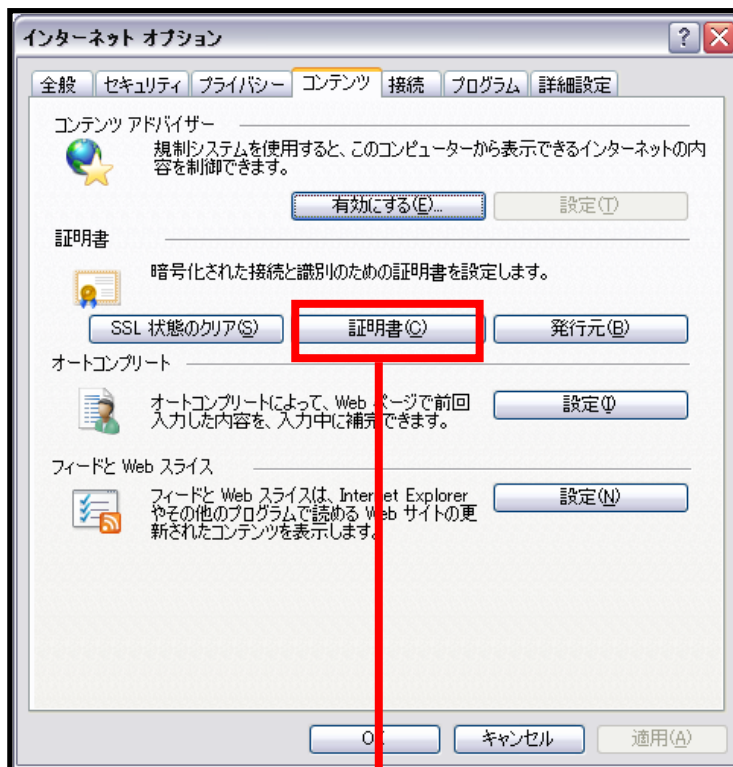 インターネット オプション
全般 セキュリティ プライバシー コンテンツ 接続 プログラム 詳細設定
コンテンツ アドバイザー
規制システムを使用すると、このコンピューターから表示できるインターネットの内
容を制御できます。
有効にする(E)... 設定(T)
証明書
暗号化された接続と識別のための証明書を設定します。
SSL 状態のクリア(S) 証明書(C) 発行元(B)
オートコンプリート
オートコンプリートによって、Web ページで前回
入力した内容を、入力中に補完できます。
設定(I)
フィードと Web スライス
フィードと Web スライスは、Internet Explorer
やその他のプログラムで読める Web サイトの更
新されたコンテンツを表示します。
設定(N)
OK キャンセル 適用(A)